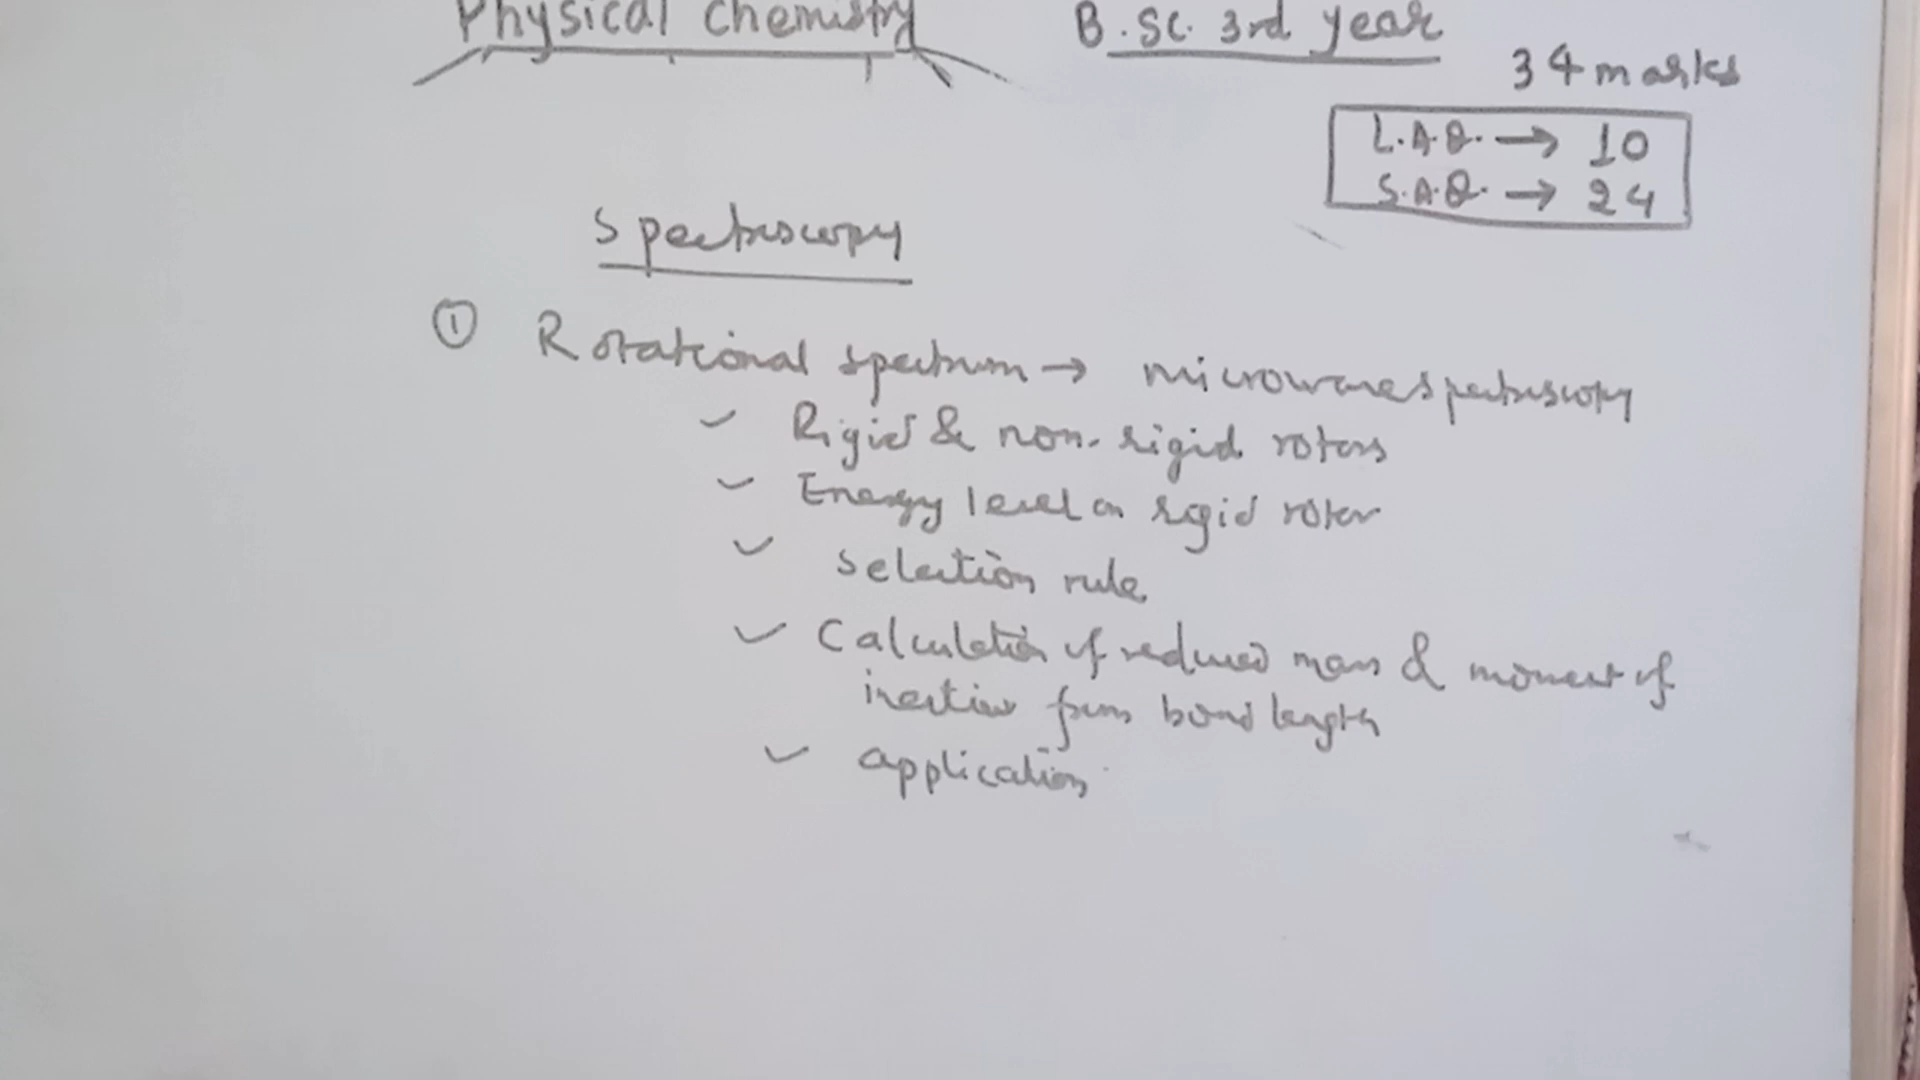 Physical Chemistry B.Sc. 3rd year
34 marks
L.A.Q. → 10
S.A.Q. → 24
Spectroscopy
① Rotational spectrum → microwave spectroscopy
✓ Rigid & non-rigid rotors
✓ Energy level on rigid rotor
✓ Selection rule
✓ Calculation of reduced mass & moment of
inertia from bond length
✓ application